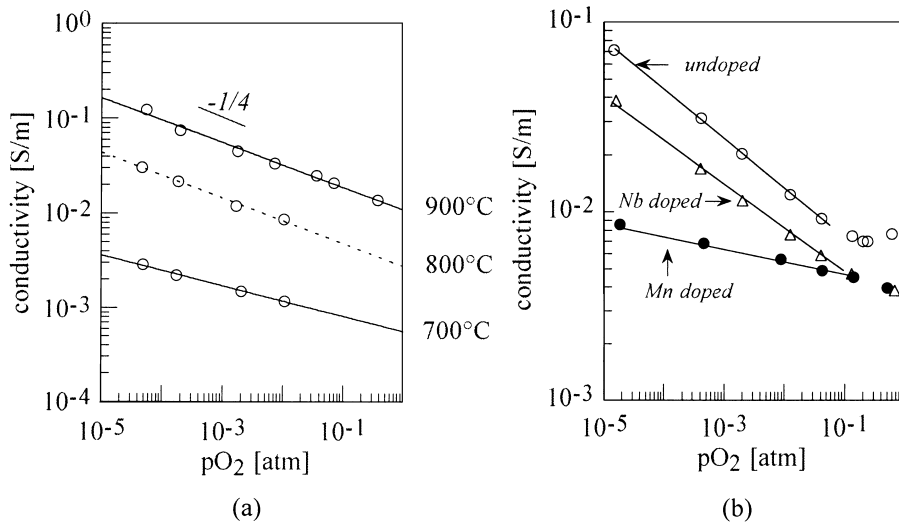 10⁰
10⁻¹
10⁻²
10⁻³
10⁻⁴
conductivity [S/m]
-1/4
900°C
800°C
700°C
10⁻⁵
10⁻³
10⁻¹
pO₂ [atm]
(a)
10⁻¹
10⁻²
10⁻³
conductivity [S/m]
undoped
Nb doped
Mn doped
10⁻⁵
10⁻³
10⁻¹
pO₂ [atm]
(b)